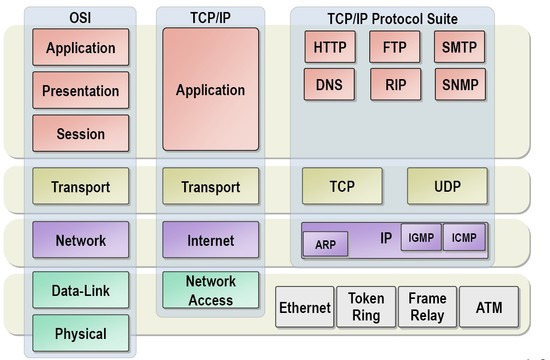 OSI
TCP/IP
TCP/IP Protocol Suite
Application
Presentation
Session
Application
HTTP
FTP
SMTP
DNS
RIP
SNMP
Transport
Transport
TCP
UDP
Network
Internet
ARP
IP
IGMP
ICMP
Data-Link
Physical
Network
Access
Ethernet
Token
Ring
Frame
Relay
ATM